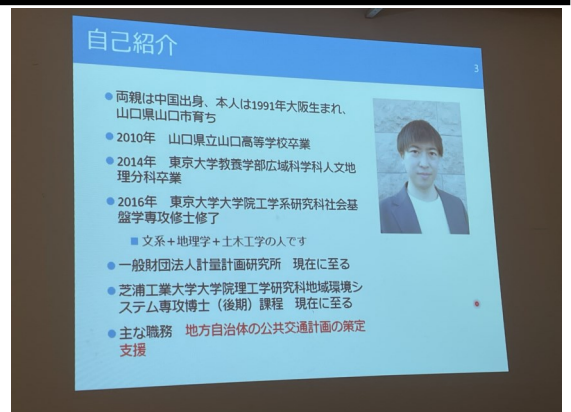 自己紹介
3
両親は中国出身、本人は1991年大阪生まれ、
山口県山口市育ち
2010年　山口県立山口高等学校卒業
2014年　東京大学教養学部広域科学科人文地
理分科卒業
2016年　東京大学大学院工学系研究科社会基
盤学専攻修士修了
文系+地理学+土木工学の人です
一般財団法人計量計画研究所　現在に至る
芝浦工業大学大学院理工学研究科地域環境シ
ステム専攻博士（後期）課程　現在に至る
主な職務　地方自治体の公共交通計画の策定
支援